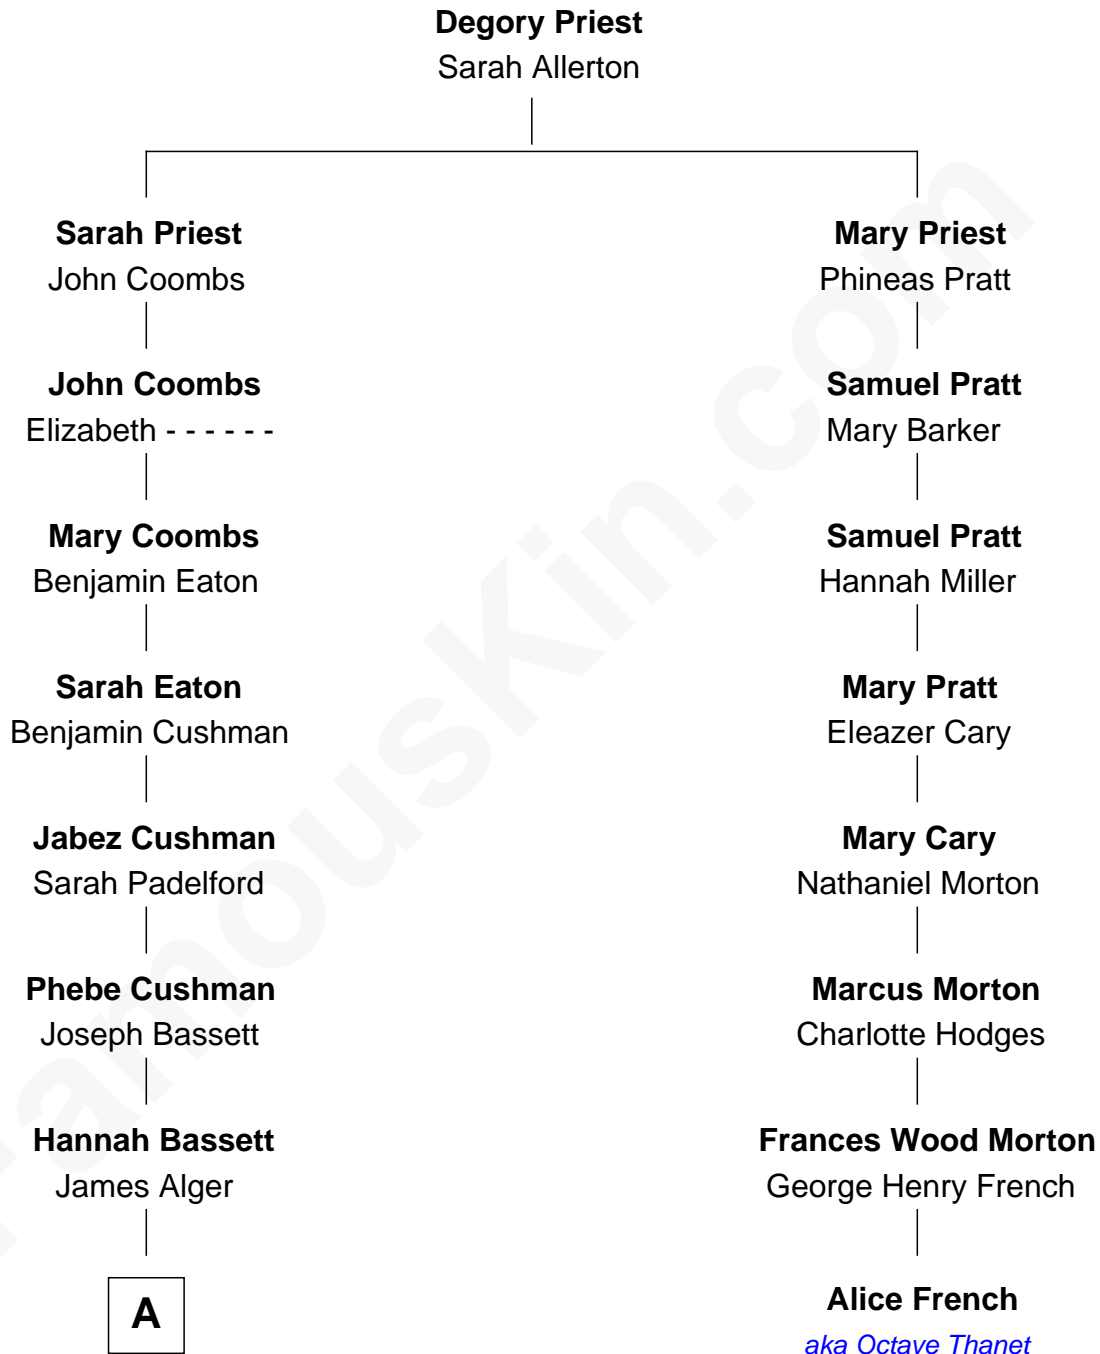 Degory Priest
Sarah Allerton
Sarah Priest
John Coombs
Mary Priest
Phineas Pratt
John Coombs
Elizabeth - - - - - -
Samuel Pratt
Mary Barker
Mary Coombs
Benjamin Eaton
Samuel Pratt
Hannah Miller
Sarah Eaton
Benjamin Cushman
Mary Pratt
Eleazer Cary
Jabez Cushman
Sarah Padelford
Mary Cary
Nathaniel Morton
Phebe Cushman
Joseph Bassett
Marcus Morton
Charlotte Hodges
Hannah Bassett
James Alger
Frances Wood Morton
George Henry French
A
Alice French
aka Octave Thanet
FamousKin.com